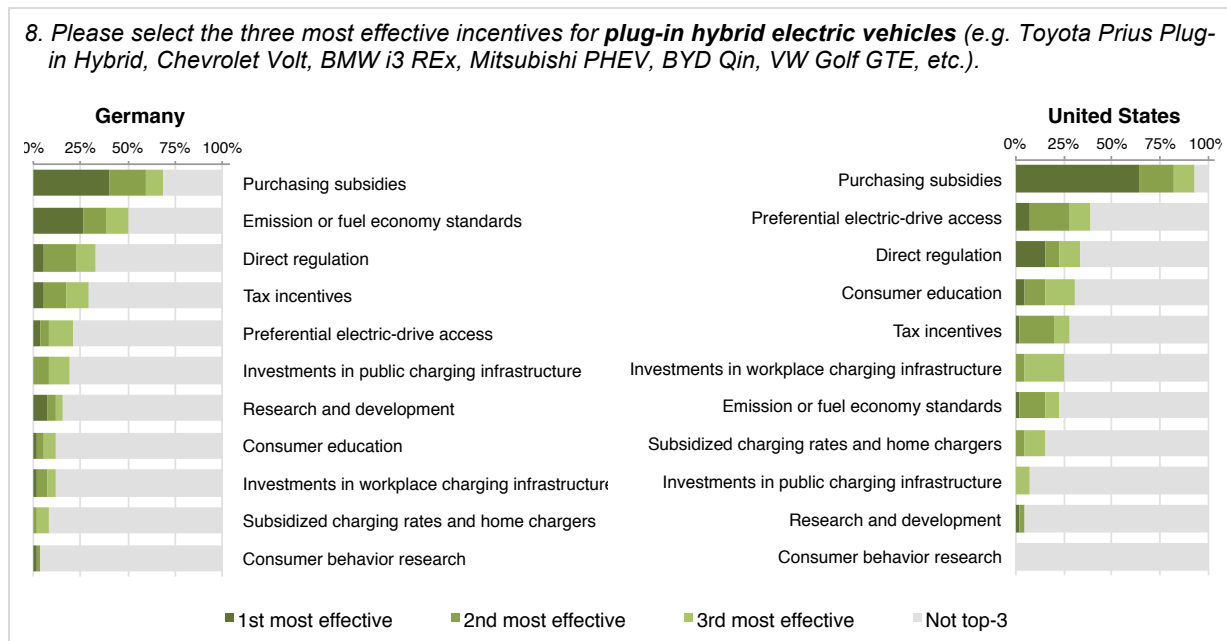 8. Please select the three most effective incentives for plug-in hybrid electric vehicles (e.g. Toyota Prius Plug-
in Hybrid, Chevrolet Volt, BMW i3 REx, Mitsubishi PHEV, BYD Qin, VW Golf GTE, etc.).
Germany
0% 25% 50% 75% 100%
Purchasing subsidies
Emission or fuel economy standards
Direct regulation
Tax incentives
Preferential electric-drive access
Investments in public charging infrastructure
Research and development
Consumer education
Investments in workplace charging infrastructure
Subsidized charging rates and home chargers
Consumer behavior research
United States
0% 25% 50% 75% 100%
Purchasing subsidies
Preferential electric-drive access
Direct regulation
Consumer education
Tax incentives
Investments in workplace charging infrastructure
Emission or fuel economy standards
Subsidized charging rates and home chargers
Investments in public charging infrastructure
Research and development
Consumer behavior research
1st most effective 2nd most effective 3rd most effective Not top-3